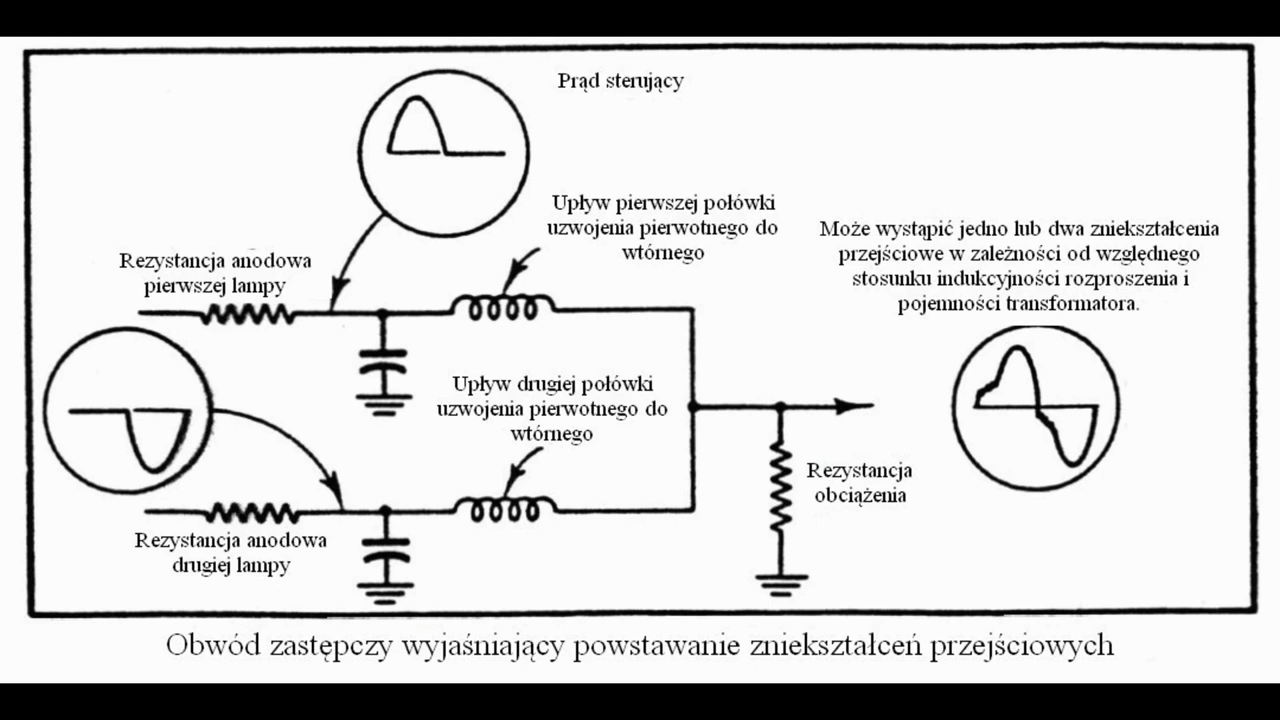 Prąd sterujący
Upływ pierwszej połówki
uzwojenia pierwotnego do
wtórnego
Może wystąpić jedno lub dwa zniekształcenia
przejściowe w zależności od względnego
stosunku indukcyjności rozproszenia i
pojemności transformatora.
Rezystancja anodowa
pierwszej lampy
Upływ drugiej połówki
uzwojenia pierwotnego do
wtórnego
Rezystancja
obciążenia
Rezystancja anodowa
drugiej lampy
Obwód zastępczy wyjaśniający powstawanie zniekształceń przejściowych